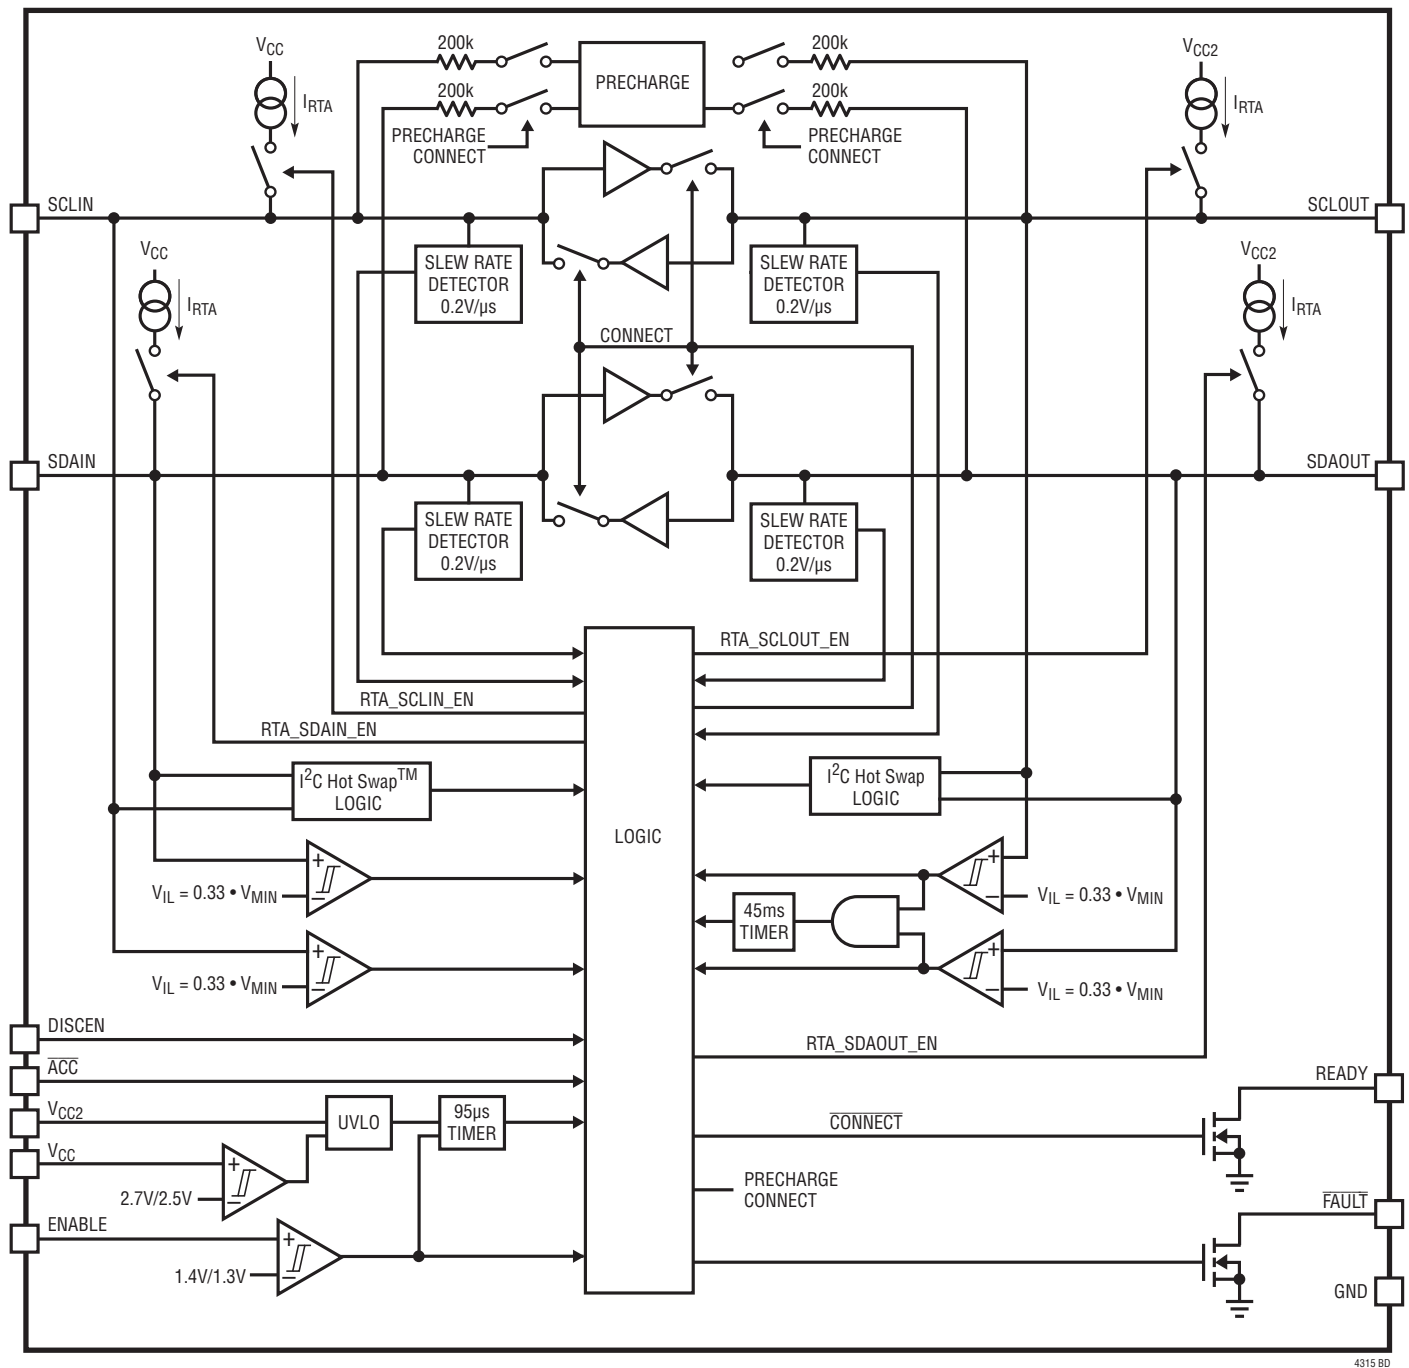 200k
200k
VCC
VCC2
PRECHARGE
IRTA
200k
200k
IRTA
PRECHARGE
CONNECT
PRECHARGE
CONNECT
SCLIN
SCLOUT
VCC
VCC2
SLEW RATE
DETECTOR
0.2V/µs
SLEW RATE
DETECTOR
0.2V/µs
IRTA
IRTA
CONNECT
SDAIN
SDAOUT
SLEW RATE
DETECTOR
0.2V/µs
SLEW RATE
DETECTOR
0.2V/µs
RTA_SCLOUT_EN
RTA_SCLIN_EN
RTA_SDAIN_EN
I2C Hot Swap™
LOGIC
I2C Hot Swap
LOGIC
LOGIC
+
−
VIL = 0.33 • VMIN
+
−
VIL = 0.33 • VMIN
45ms
TIMER
+
−
VIL = 0.33 • VMIN
+
−
VIL = 0.33 • VMIN
DISCEN
RTA_SDAOUT_EN
ACC
READY
VCC2
UVLO
95µs
TIMER
CONNECT
VCC
+
−
2.7V/2.5V
PRECHARGE
CONNECT
FAULT
ENABLE
+
−
1.4V/1.3V
GND
4315 BD